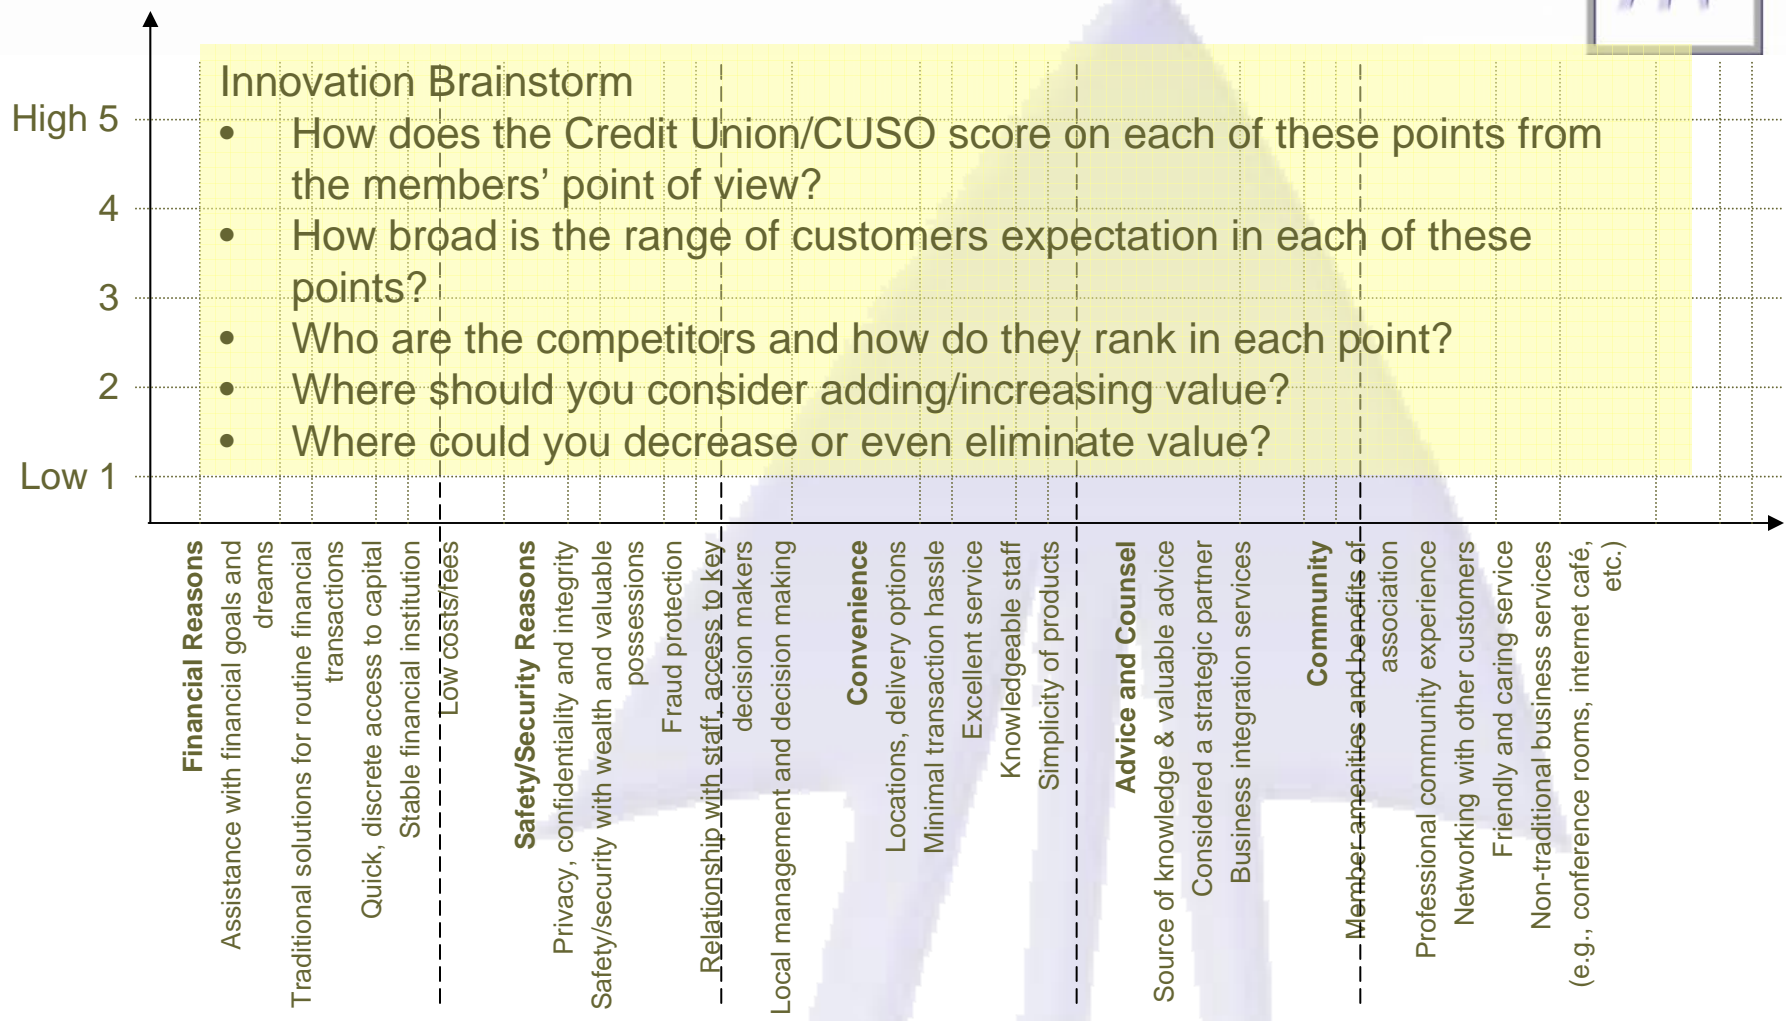 Innovation Brainstorm
• How does the Credit Union/CUSO score on each of these points from
the members’ point of view?
• How broad is the range of customers expectation in each of these
points?
• Who are the competitors and how do they rank in each point?
• Where should you consider adding/increasing value?
• Where could you decrease or even eliminate value?
High 5
4
3
2
Low 1
Financial Reasons
Assistance with financial goals and
dreams
Traditional solutions for routine financial
transactions
Quick, discrete access to capital
Stable financial institution
Low costs/fees
Safety/Security Reasons
Privacy, confidentiality and integrity
Safety/security with wealth and valuable
possessions
Fraud protection
Relationship with staff, access to key
decision makers
Local management and decision making
Convenience
Locations, delivery options
Minimal transaction hassle
Excellent service
Knowledgeable staff
Simplicity of products
Advice and Counsel
Source of knowledge & valuable advice
Considered a strategic partner
Business integration services
Community
Member amenities and benefits of
association
Professional community experience
Networking with other customers
Friendly and caring service
Non-traditional business services
(e.g., conference rooms, internet café,
etc.)